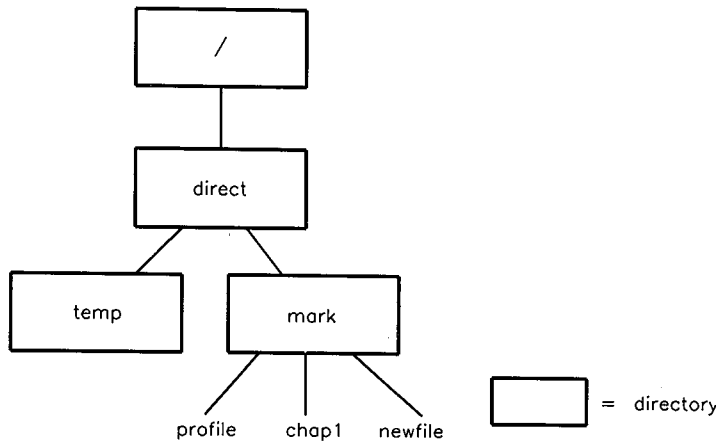 /
direct
temp
mark
profile
chap1
newfile
= directory